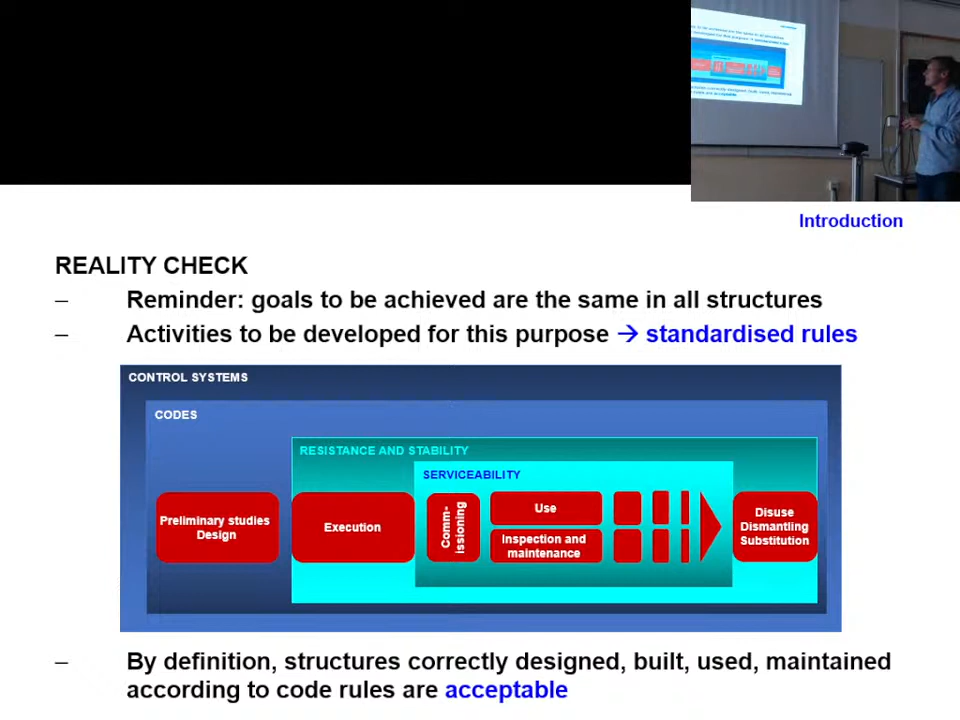 Introduction
REALITY CHECK
– Reminder: goals to be achieved are the same in all structures
– Activities to be developed for this purpose → standardised rules
CONTROL SYSTEMS
CODES
RESISTANCE AND STABILITY
SERVICEABILITY
Preliminary studies
Design
Execution
Comm-
issioning
Use
Inspection and
maintenance
Disuse
Dismantling
Substitution
– By definition, structures correctly designed, built, used, maintained
according to code rules are acceptable